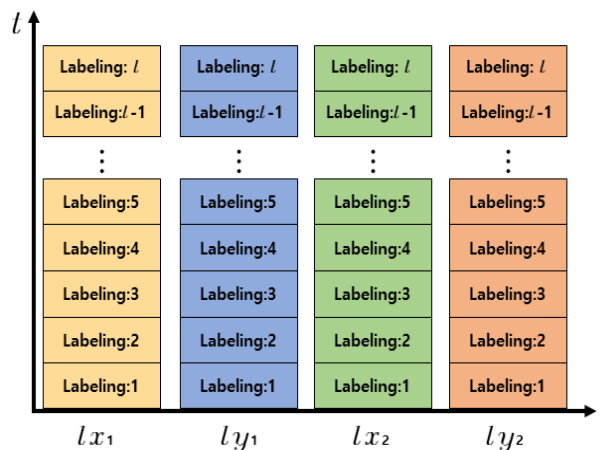 t
Labeling: l Labeling: l Labeling: l Labeling: l
Labeling:l-1 Labeling:l-1 Labeling:l-1 Labeling:l-1
⋮ ⋮ ⋮ ⋮
Labeling:5 Labeling:5 Labeling:5 Labeling:5
Labeling:4 Labeling:4 Labeling:4 Labeling:4
Labeling:3 Labeling:3 Labeling:3 Labeling:3
Labeling:2 Labeling:2 Labeling:2 Labeling:2
Labeling:1 Labeling:1 Labeling:1 Labeling:1
lx₁ ly₁ lx₂ ly₂